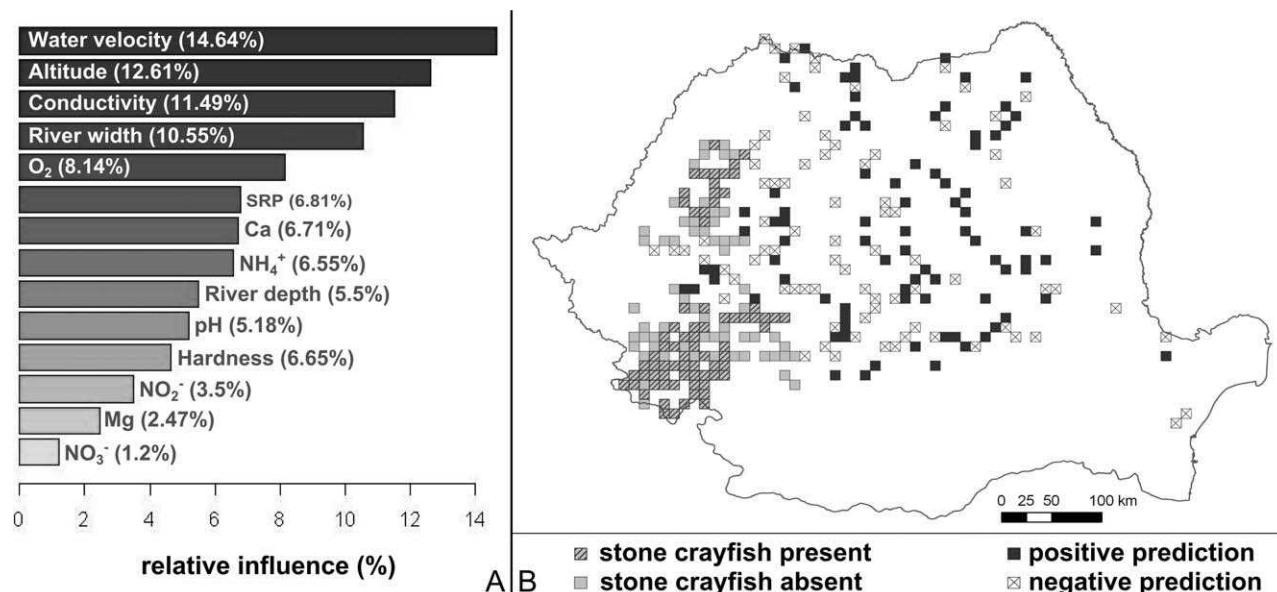 Water velocity (14.64%)
Altitude (12.61%)
Conductivity (11.49%)
River width (10.55%)
O₂ (8.14%)
SRP (6.81%)
Ca (6.71%)
NH₄⁺ (6.55%)
River depth (5.5%)
pH (5.18%)
Hardness (6.65%)
NO₂⁻ (3.5%)
Mg (2.47%)
NO₃⁻ (1.2%)
0 2 4 6 8 10 12 14
relative influence (%)
A
B
0 25 50 100 km
stone crayfish present
stone crayfish absent
positive prediction
negative prediction